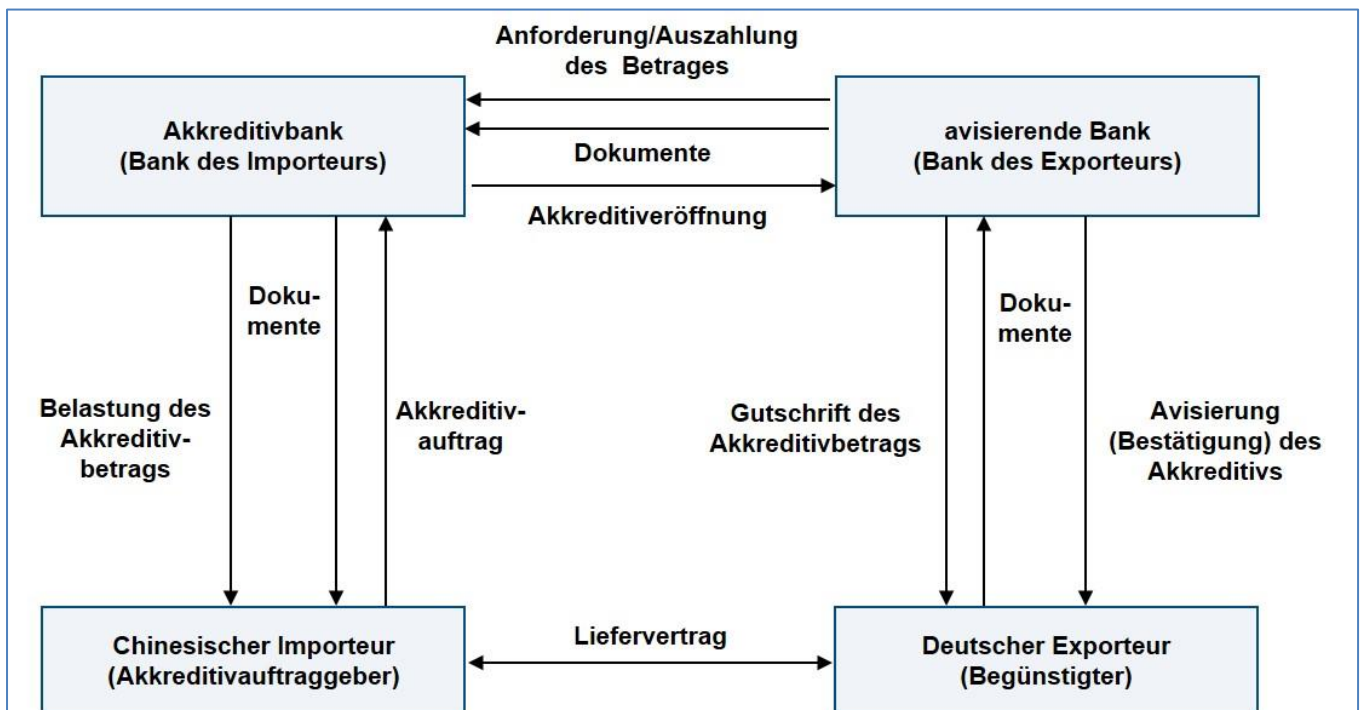 Anforderung/Auszahlung
des Betrages
Akkreditivbank
(Bank des Importeurs)
avisierende Bank
(Bank des Exporteurs)
Dokumente
Akkreditiveröffnung
Doku-
mente
Doku-
mente
Belastung des
Akkreditiv-
betrags
Akkreditiv-
auftrag
Gutschrift des
Akkreditivbetrags
Avisierung
(Bestätigung) des
Akkreditivs
Chinesischer Importeur
(Akkreditivauftraggeber)
Liefervertrag
Deutscher Exporteur
(Begünstigter)